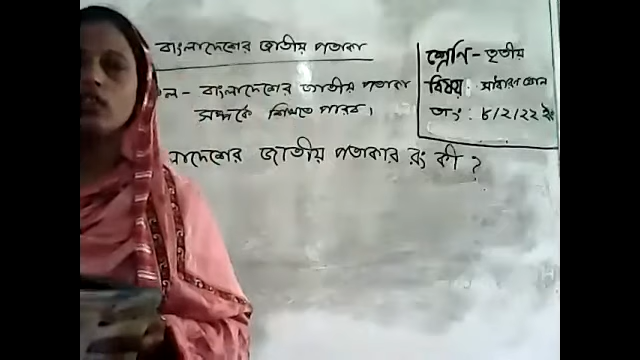 বাংলাদেশের জাতীয় পতাকা
ল - বাংলাদেশের জাতীয় পতাকা
সম্পর্কে শিখতে পারব।
লাদেশের জাতীয় পতাকার রং কী ?
শ্রেণি - তৃতীয়
বিষয় : সাধারণ জ্ঞান
তাং : ৮/২/২২ ইং